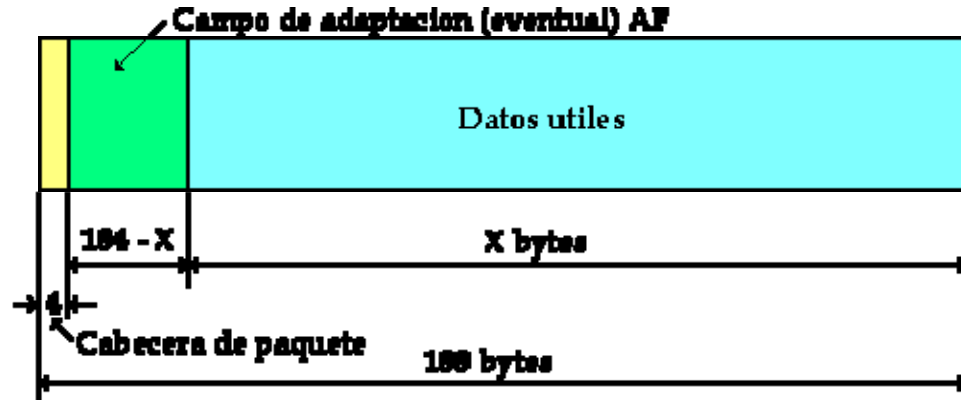 Campo de adaptacion (eventual) AF
Datos utiles
184 - X
X bytes
4
Cabecera de paquete
188 bytes